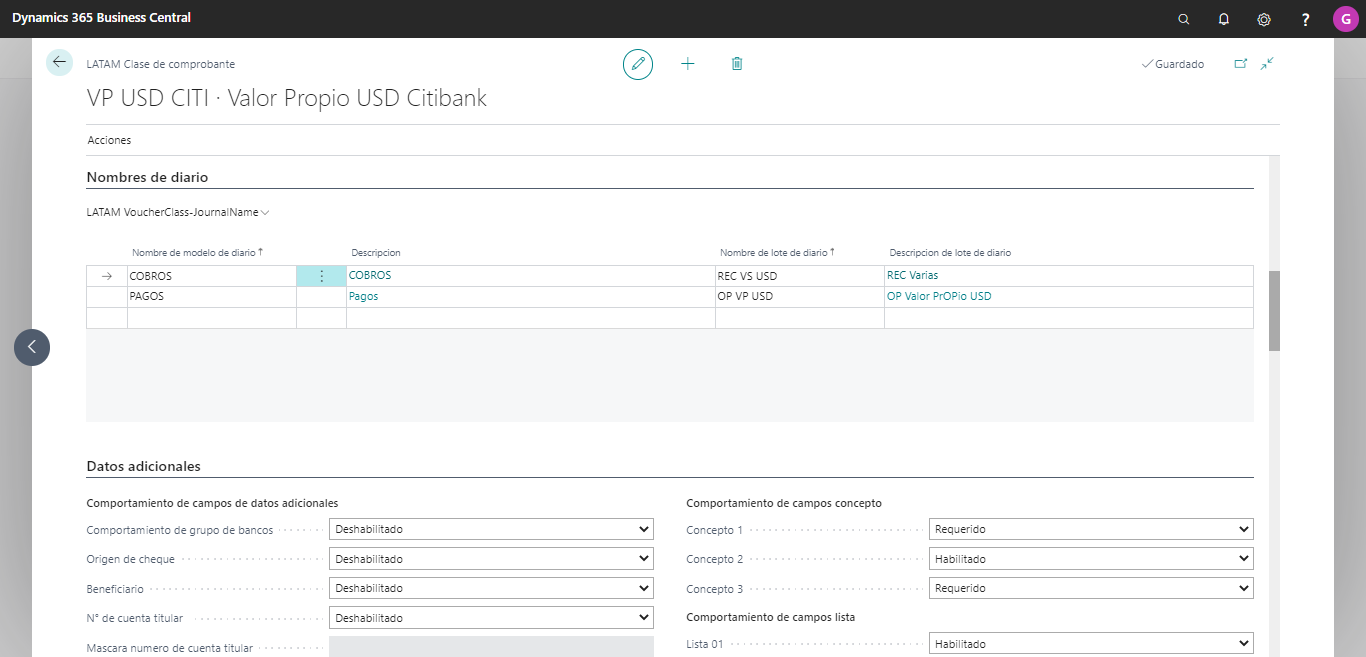 Dynamics 365 Business Central
?
G
LATAM Clase de comprobante
Guardado
VP USD CITI · Valor Propio USD Citibank
Acciones
Nombres de diario
LATAM VoucherClass-JournalName
Nombre de modelo de diario ↑ Descripcion Nombre de lote de diario ↑ Descripcion de lote de diario
→ COBROS ⋮ COBROS REC VS USD REC Varias
PAGOS Pagos OP VP USD OP Valor PrOPio USD
Datos adicionales
Comportamiento de campos de datos adicionales
Comportamiento de grupo de bancos Deshabilitado
Origen de cheque Deshabilitado
Beneficiario Deshabilitado
N° de cuenta titular Deshabilitado
Mascara numero de cuenta titular
Comportamiento de campos concepto
Concepto 1 Requerido
Concepto 2 Habilitado
Concepto 3 Requerido
Comportamiento de campos lista
Lista 01 Habilitado